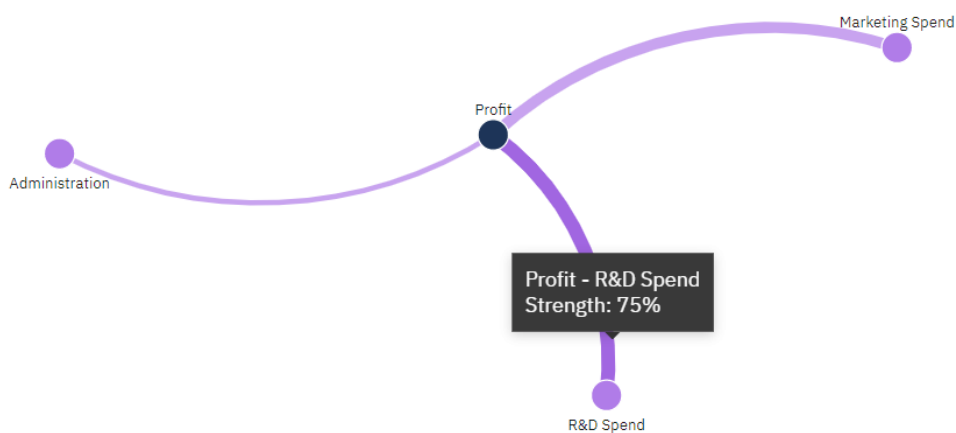 Marketing Spend
Profit
Administration
Profit - R&D Spend
Strength: 75%
R&D Spend